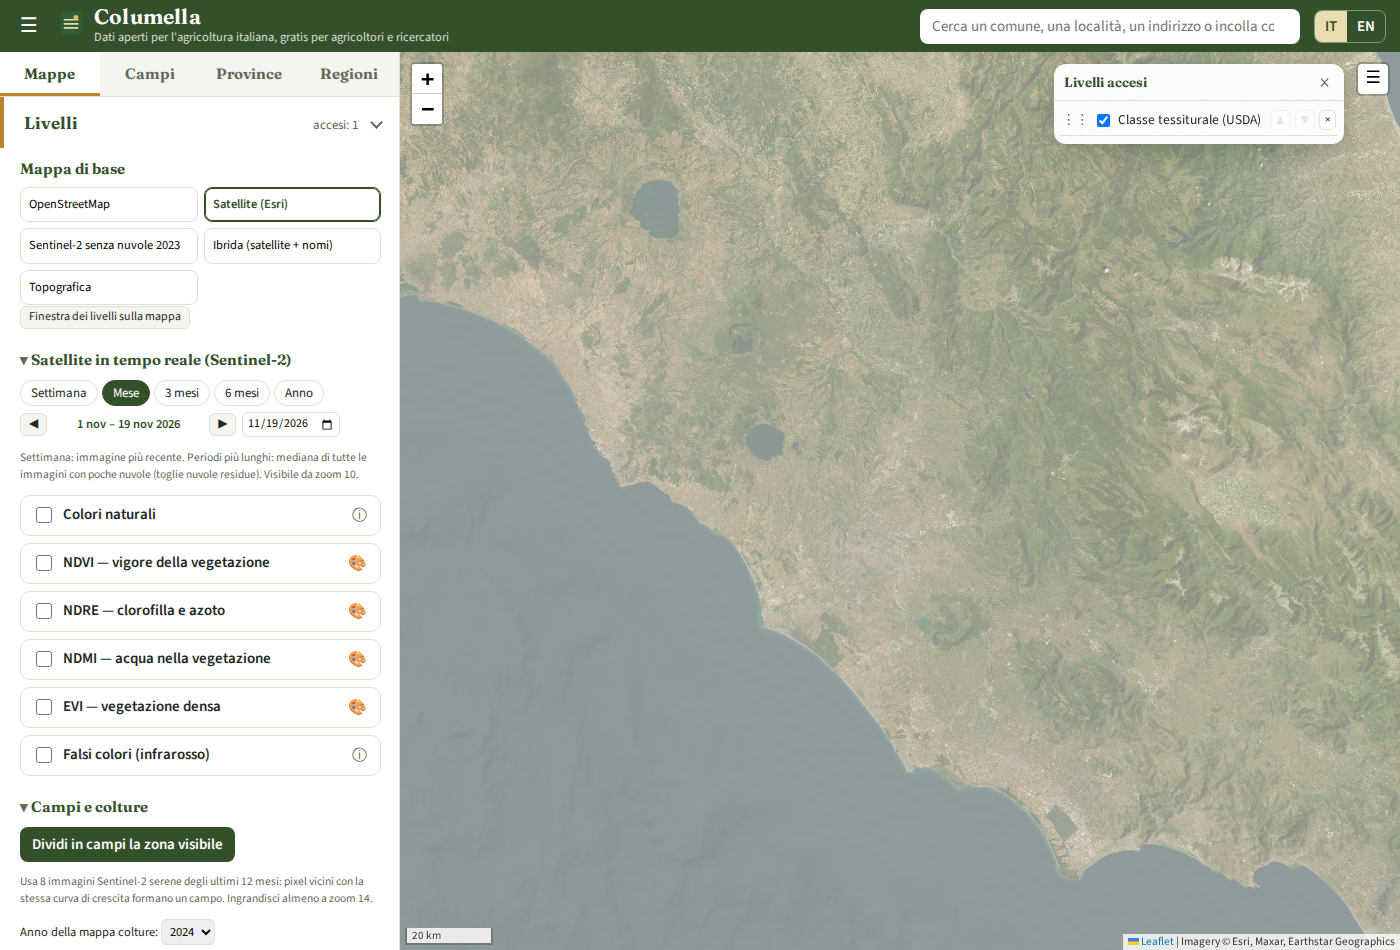 Columella
Dati aperti per l'agricoltura italiana, gratis per agricoltori e ricercatori
Cerca un comune, una località, un indirizzo o incolla cc
IT EN
Mappe Campi Province Regioni
Livelli
accesi: 1
Mappa di base
OpenStreetMap
Satellite (Esri)
Sentinel-2 senza nuvole 2023
Ibrida (satellite + nomi)
Topografica
Finestra dei livelli sulla mappa
Satellite in tempo reale (Sentinel-2)
Settimana Mese 3 mesi 6 mesi Anno
1 nov – 19 nov 2026
11/19/2026
Settimana: immagine più recente. Periodi più lunghi: mediana di tutte le
immagini con poche nuvole (toglie nuvole residue). Visibile da zoom 10.
Colori naturali
NDVI — vigore della vegetazione
NDRE — clorofilla e azoto
NDMI — acqua nella vegetazione
EVI — vegetazione densa
Falsi colori (infrarosso)
Campi e colture
Dividi in campi la zona visibile
Usa 8 immagini Sentinel-2 serene degli ultimi 12 mesi: pixel vicini con la
stessa curva di crescita formano un campo. Ingrandisci almeno a zoom 14.
Anno della mappa colture: 2024
+
−
Livelli accesi
Classe tessiturale (USDA)
20 km
Leaflet | Imagery © Esri, Maxar, Earthstar Geographics